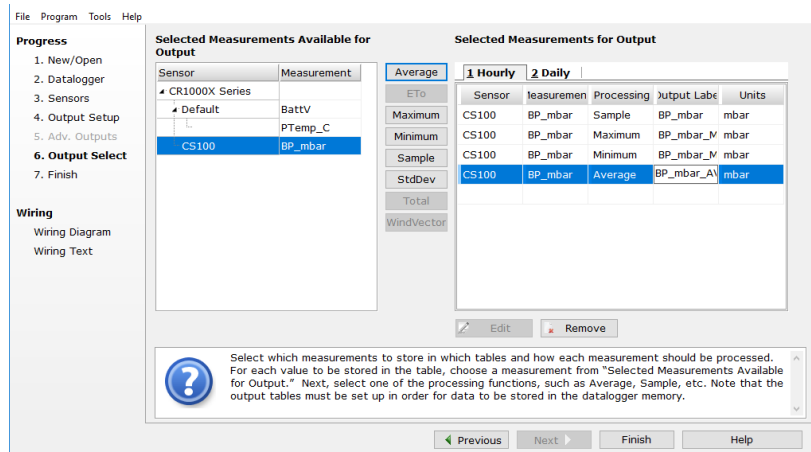 File Program Tools Help
Progress
1. New/Open
2. Datalogger
3. Sensors
4. Output Setup
5. Adv. Outputs
6. Output Select
7. Finish
Wiring
Wiring Diagram
Wiring Text
Selected Measurements Available for
Output
Sensor Measurement
CR1000X Series
Default BattV
PTemp_C
CS100 BP_mbar
Average
ETo
Maximum
Minimum
Sample
StdDev
Total
WindVector
Selected Measurements for Output
1 Hourly 2 Daily
Sensor Measuremen Processing Output Labe Units
CS100 BP_mbar Sample BP_mbar mbar
CS100 BP_mbar Maximum BP_mbar_M mbar
CS100 BP_mbar Minimum BP_mbar_M mbar
CS100 BP_mbar Average BP_mbar_AV mbar
Edit Remove
Select which measurements to store in which tables and how each measurement should be processed.
For each value to be stored in the table, choose a measurement from “Selected Measurements Available
for Output.” Next, select one of the processing functions, such as Average, Sample, etc. Note that the
output tables must be set up in order for data to be stored in the datalogger memory.
Previous Next Finish Help